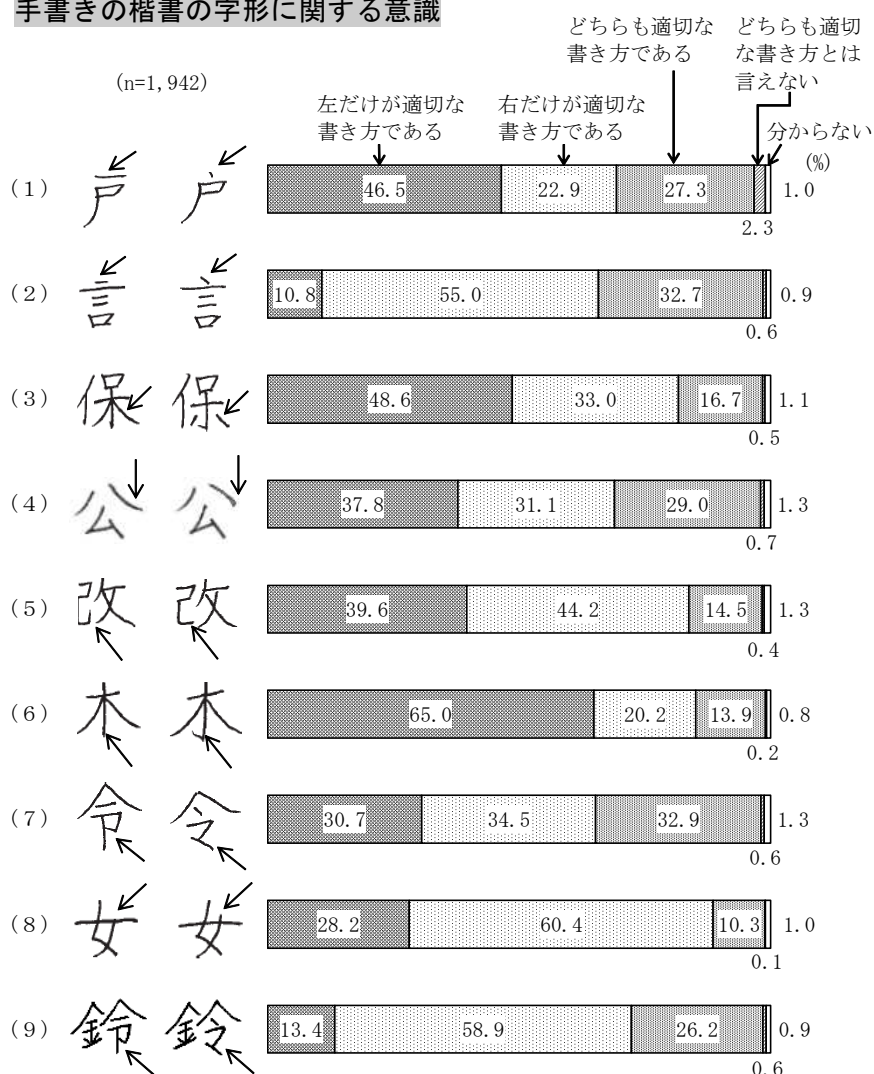 手書きの楷書の字形に関する意識
(n=1,942)
左だけが適切な
書き方である
右だけが適切な
書き方である
どちらも適切な
書き方である
どちらも適切
な書き方とは
言えない
分からない
(%)
(1) 戸 戸 46.5 22.9 27.3 2.3 1.0
(2) 言 言 10.8 55.0 32.7 0.6 0.9
(3) 保 保 48.6 33.0 16.7 0.5 1.1
(4) 公 公 37.8 31.1 29.0 0.7 1.3
(5) 改 改 39.6 44.2 14.5 0.4 1.3
(6) 木 木 65.0 20.2 13.9 0.2 0.8
(7) 令 令 30.7 34.5 32.9 0.6 1.3
(8) 女 女 28.2 60.4 10.3 0.1 1.0
(9) 鈴 鈴 13.4 58.9 26.2 0.6 0.9